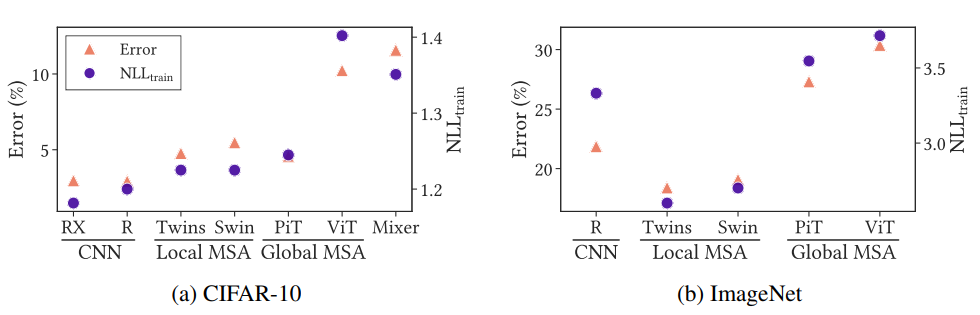 Error (%)
10
5
Error
NLLtrain
1.4
1.3
1.2
NLLtrain
RX R Twins Swin PiT ViT Mixer
CNN Local MSA Global MSA
(a) CIFAR-10
Error (%)
30
25
20
3.5
3.0
NLLtrain
R Twins Swin PiT ViT
CNN Local MSA Global MSA
(b) ImageNet